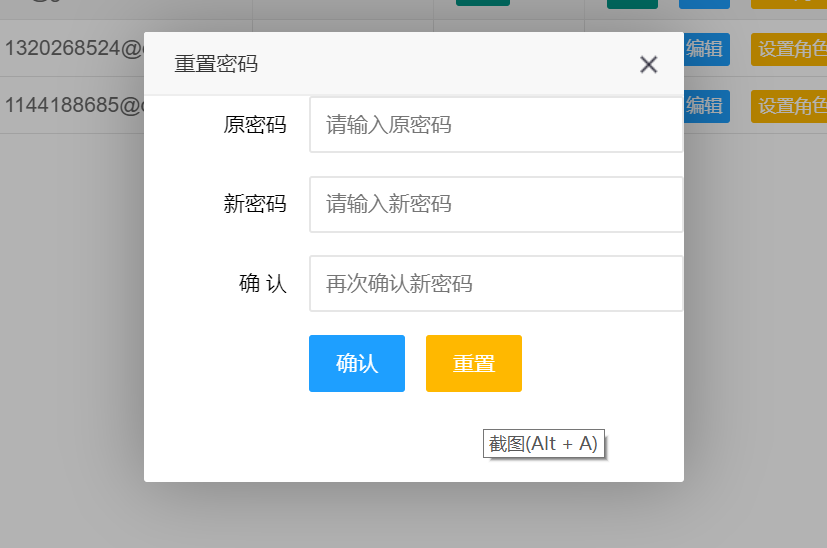 1320268524@
编辑
设置角色
重置密码
1144188685@
编辑
设置角色
原密码
请输入原密码
新密码
请输入新密码
确 认
再次确认新密码
确认
重置
截图(Alt + A)